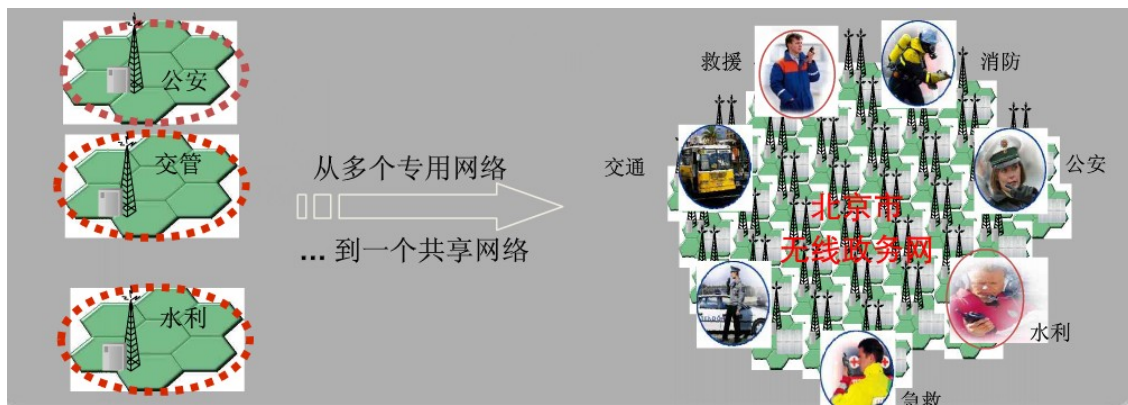 公安
交管
水利
从多个专用网络
... 到一个共享网络
救援
消防
交通
公安
北京市
无线政务网
水利
急救